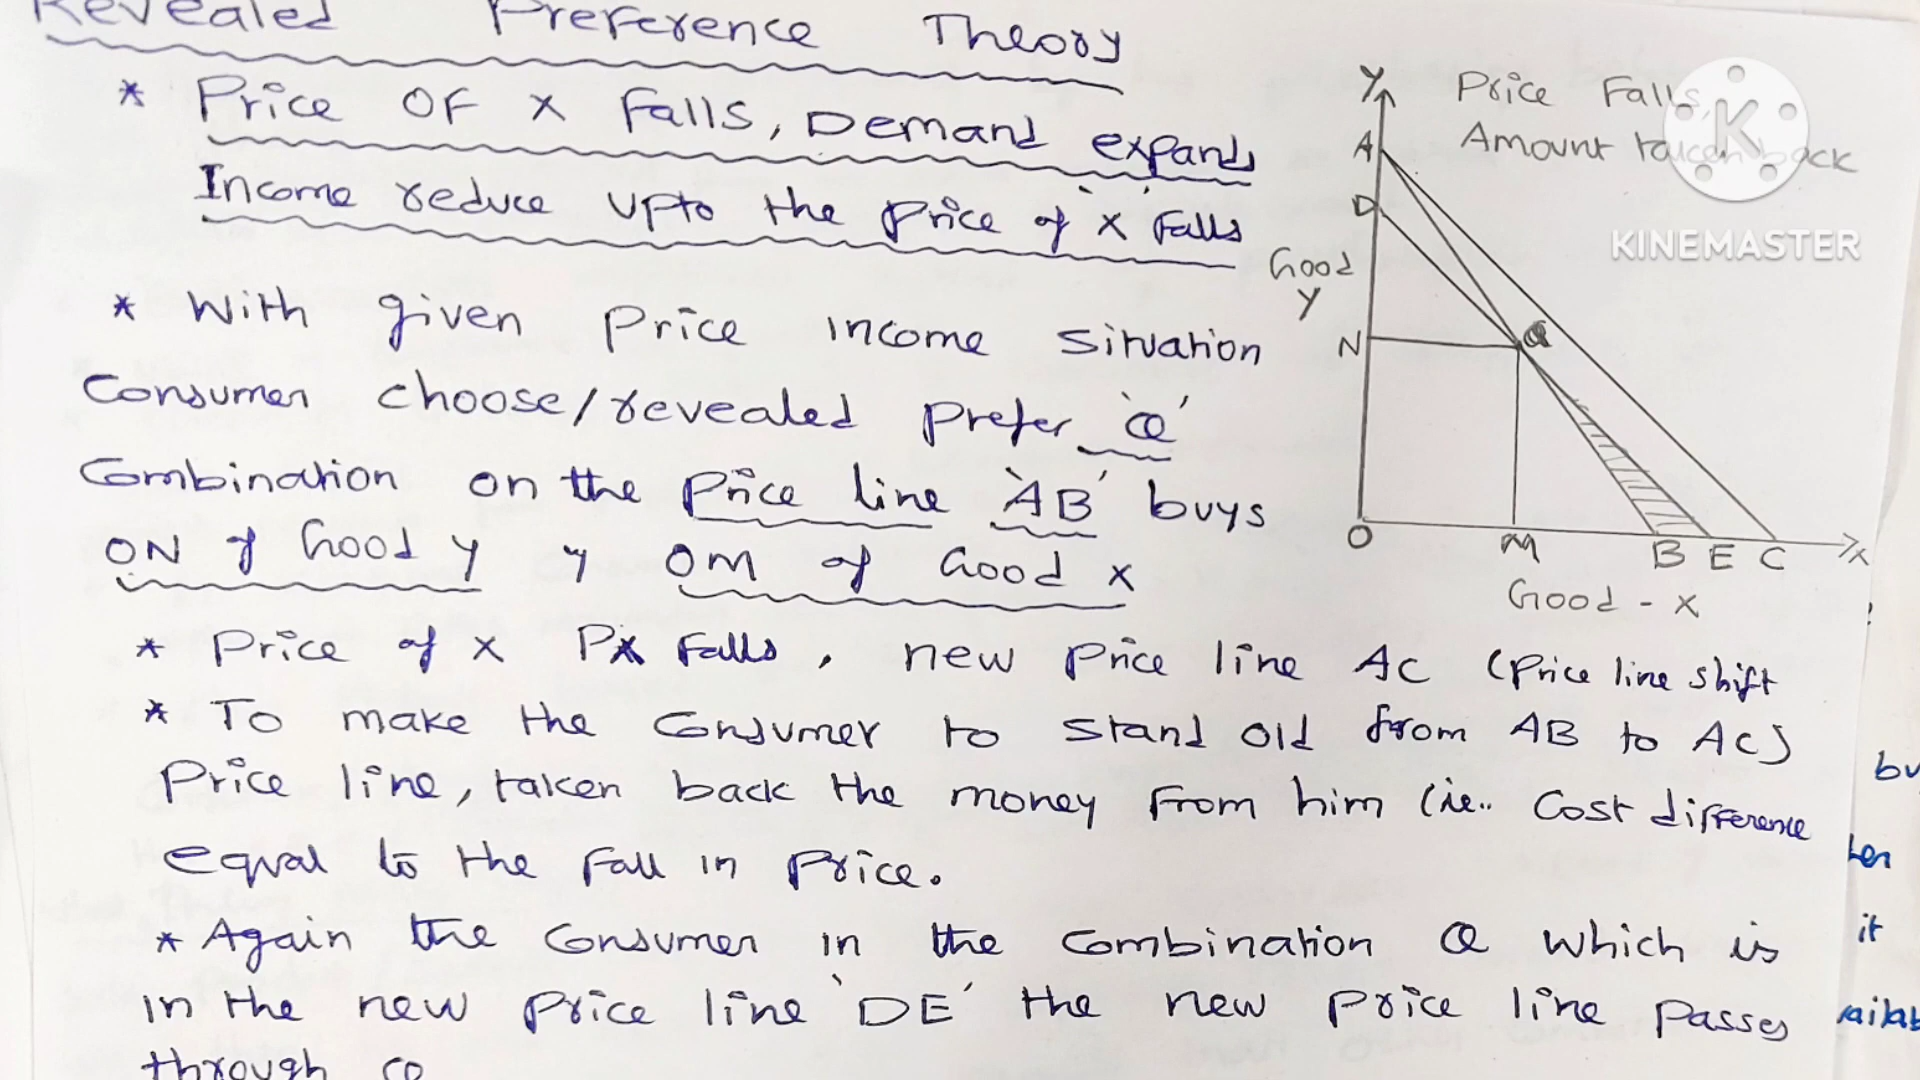 Revealed Preference Theory
* Price OF X Falls, Demand expands
Income reduce upto the Price of 'X' Falls
* With given Price income situation
Consumer choose/revealed prefer 'Q'
Combination on the Price line 'AB' buys
ON of Good Y y OM of Good X
* Price of X PX Falls, new Price line AC (Price line shift
* To make the Consumer to stand old from AB to AC)
Price line, taken back the money From him (ie.. Cost difference
equal to the Fall in Price.
* Again the Consumer in the Combination Q which is
in the new Price line 'DE' the new Price line Passes
through
Y Price Falls,
Amount taken back
A
D
Good
Y
N Q
O M B E C X
Good - X
KINEMASTER
K
it